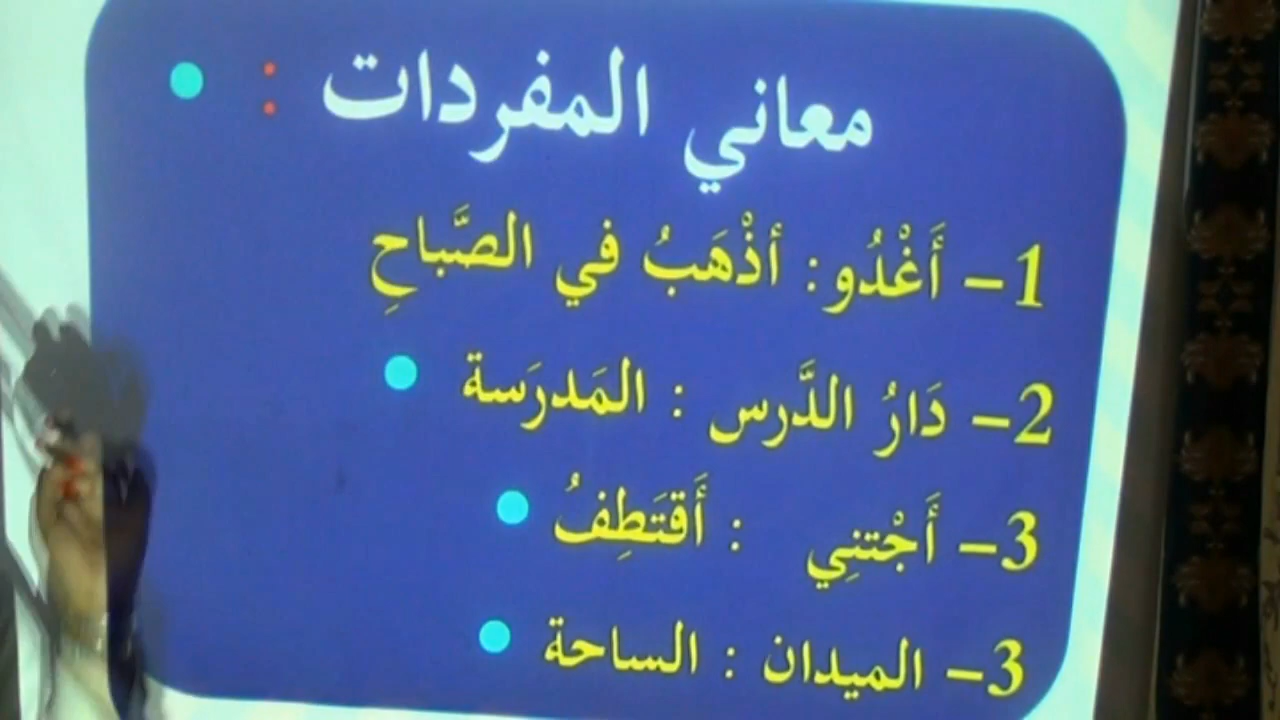 معاني المفردات :
1- أَغْدُو : أذْهَبُ في الصَّباحِ
2- دَارُ الدَّرس : المَدرَسة
3- أَجْتنِي : أَقتَطِفُ
3- الميدان : الساحة